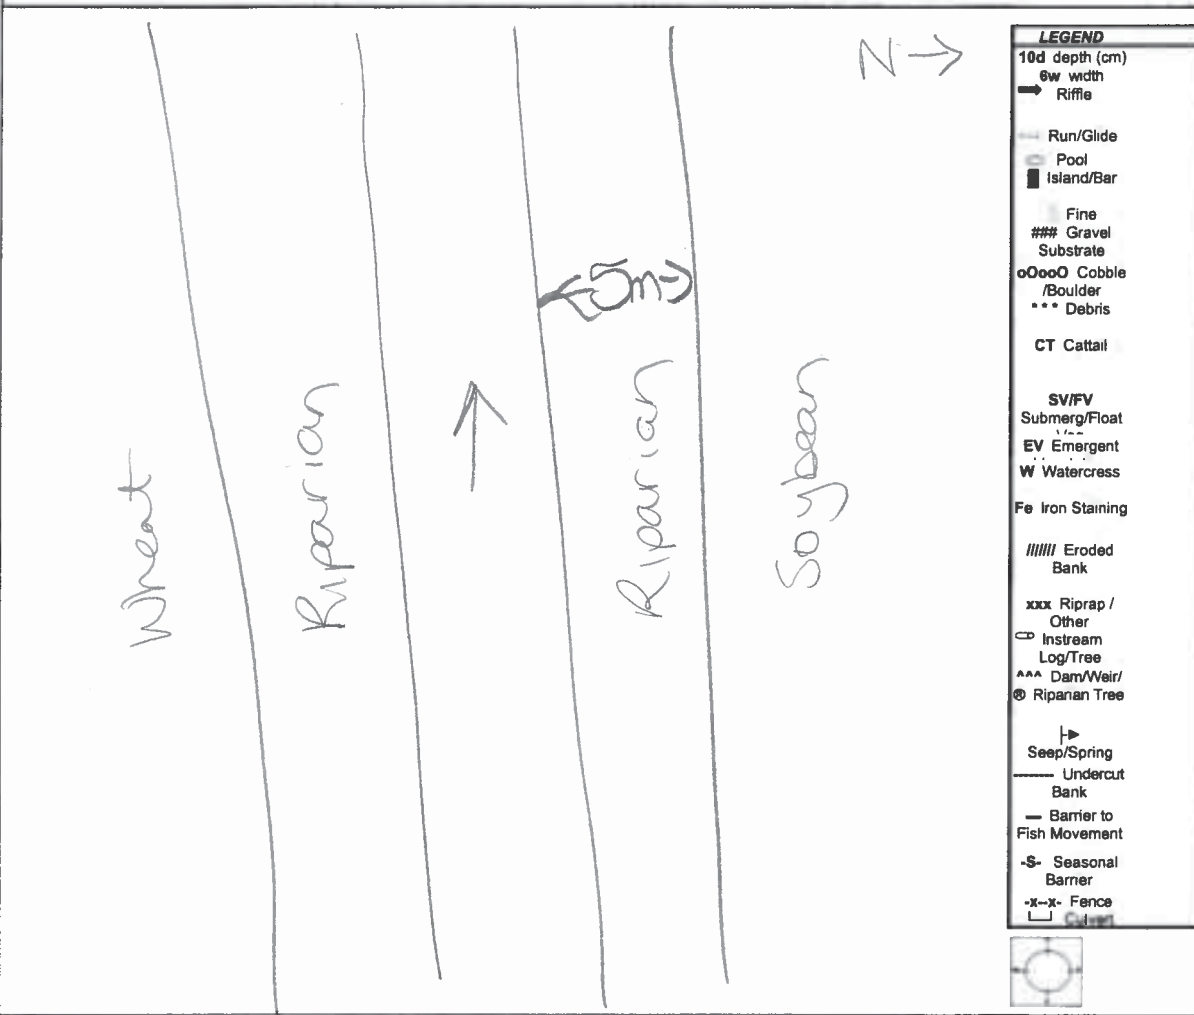 N →
5m
Wheat
Riparian
Riparian
Soybean
LEGEND
10d depth (cm)
6w width
Riffle
Run/Glide
Pool
Island/Bar
Fine
### Gravel
Substrate
oOooO Cobble
/Boulder
*** Debris
CT Cattail
SV/FV
Submerg/Float
EV Emergent
W Watercress
Fe Iron Staining
/////// Eroded
Bank
xxx Riprap /
Other
Instream
Log/Tree
^^^ Dam/Weir/
® Riparian Tree
Seep/Spring
Undercut
Bank
Barrier to
Fish Movement
-S- Seasonal
Barrier
-x--x- Fence
Culvert